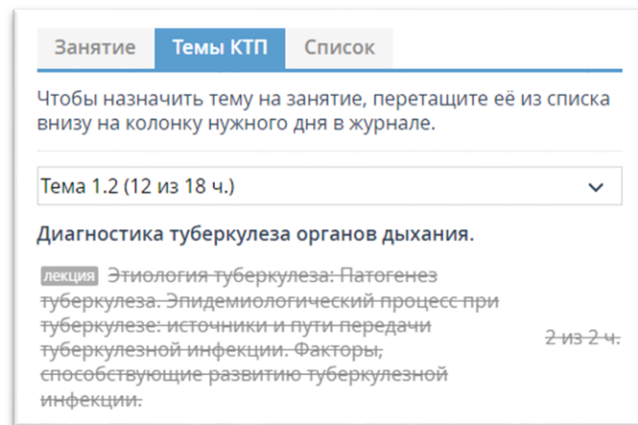 Занятие Темы КТП Список
Чтобы назначить тему на занятие, перетащите её из списка
внизу на колонку нужного дня в журнале.
Тема 1.2 (12 из 18 ч.)
Диагностика туберкулеза органов дыхания.
лекция Этиология туберкулеза: Патогенез
туберкулеза. Эпидемиологический процесс при
туберкулезе: источники и пути передачи
туберкулезной инфекции. Факторы,
способствующие развитию туберкулезной
инфекции.
2 из 2 ч.